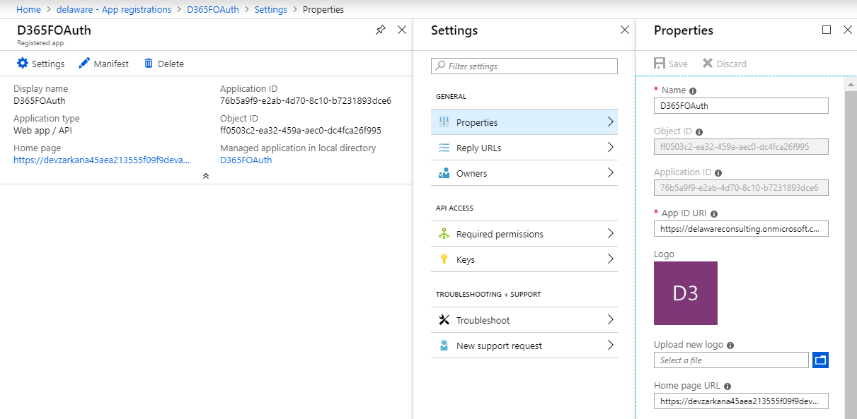 Home > delaware - App registrations > D365FOAuth > Settings > Properties
D365FOAuth
Registered app
Settings Manifest Delete
Display name
D365FOAuth
Application ID
76b5a9f9-e2ab-4d70-8c10-b7231893dce6
Application type
Web app / API
Object ID
ff0503c2-ea32-459a-aec0-dc4fca26f995
Home page
https://devzarkana45aea213555f09f9deva...
Managed application in local directory
D365FOAuth
Settings
Filter settings
GENERAL
Properties
Reply URLs
Owners
API ACCESS
Required permissions
Keys
TROUBLESHOOTING + SUPPORT
Troubleshoot
New support request
Properties
Save Discard
* Name
D365FOAuth
Object ID
ff0503c2-ea32-459a-aec0-dc4fca26f995
Application ID
76b5a9f9-e2ab-4d70-8c10-b7231893dce6
* App ID URI
https://delawareconsulting.onmicrosoft.c...
Logo
D3
Upload new logo
Select a file
Home page URL
https://devzarkana45aea213555f09f9dev...